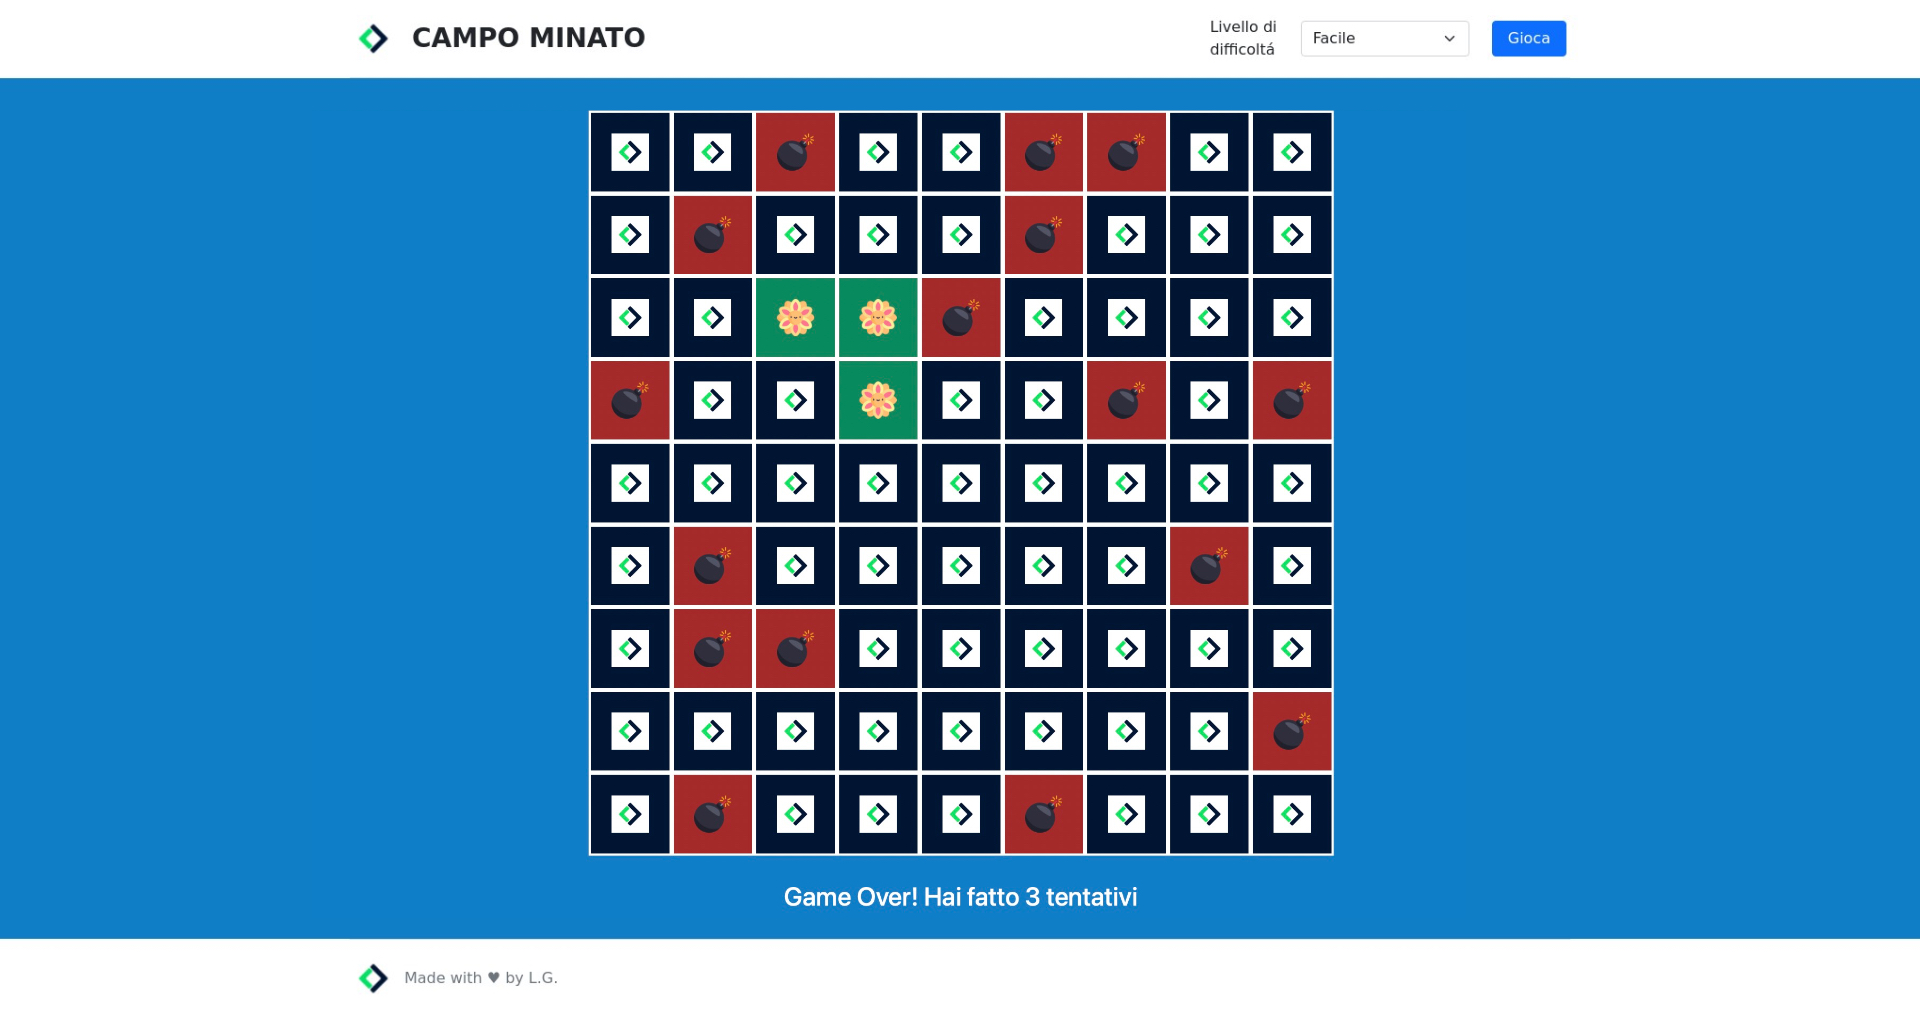 CAMPO MINATO
Livello di
difficoltá
Facile
Gioca
Game Over! Hai fatto 3 tentativi
Made with ♥ by L.G.